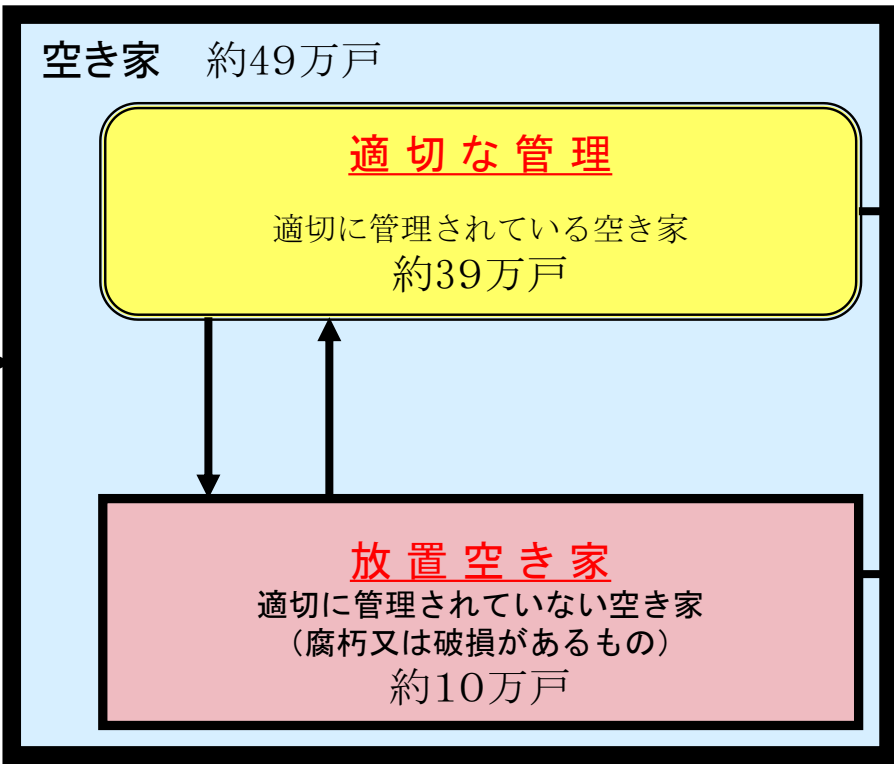 空き家　約49万戸
適切な管理
適切に管理されている空き家
約39万戸
放置空き家
適切に管理されていない空き家
（腐朽又は破損があるもの）
約10万戸